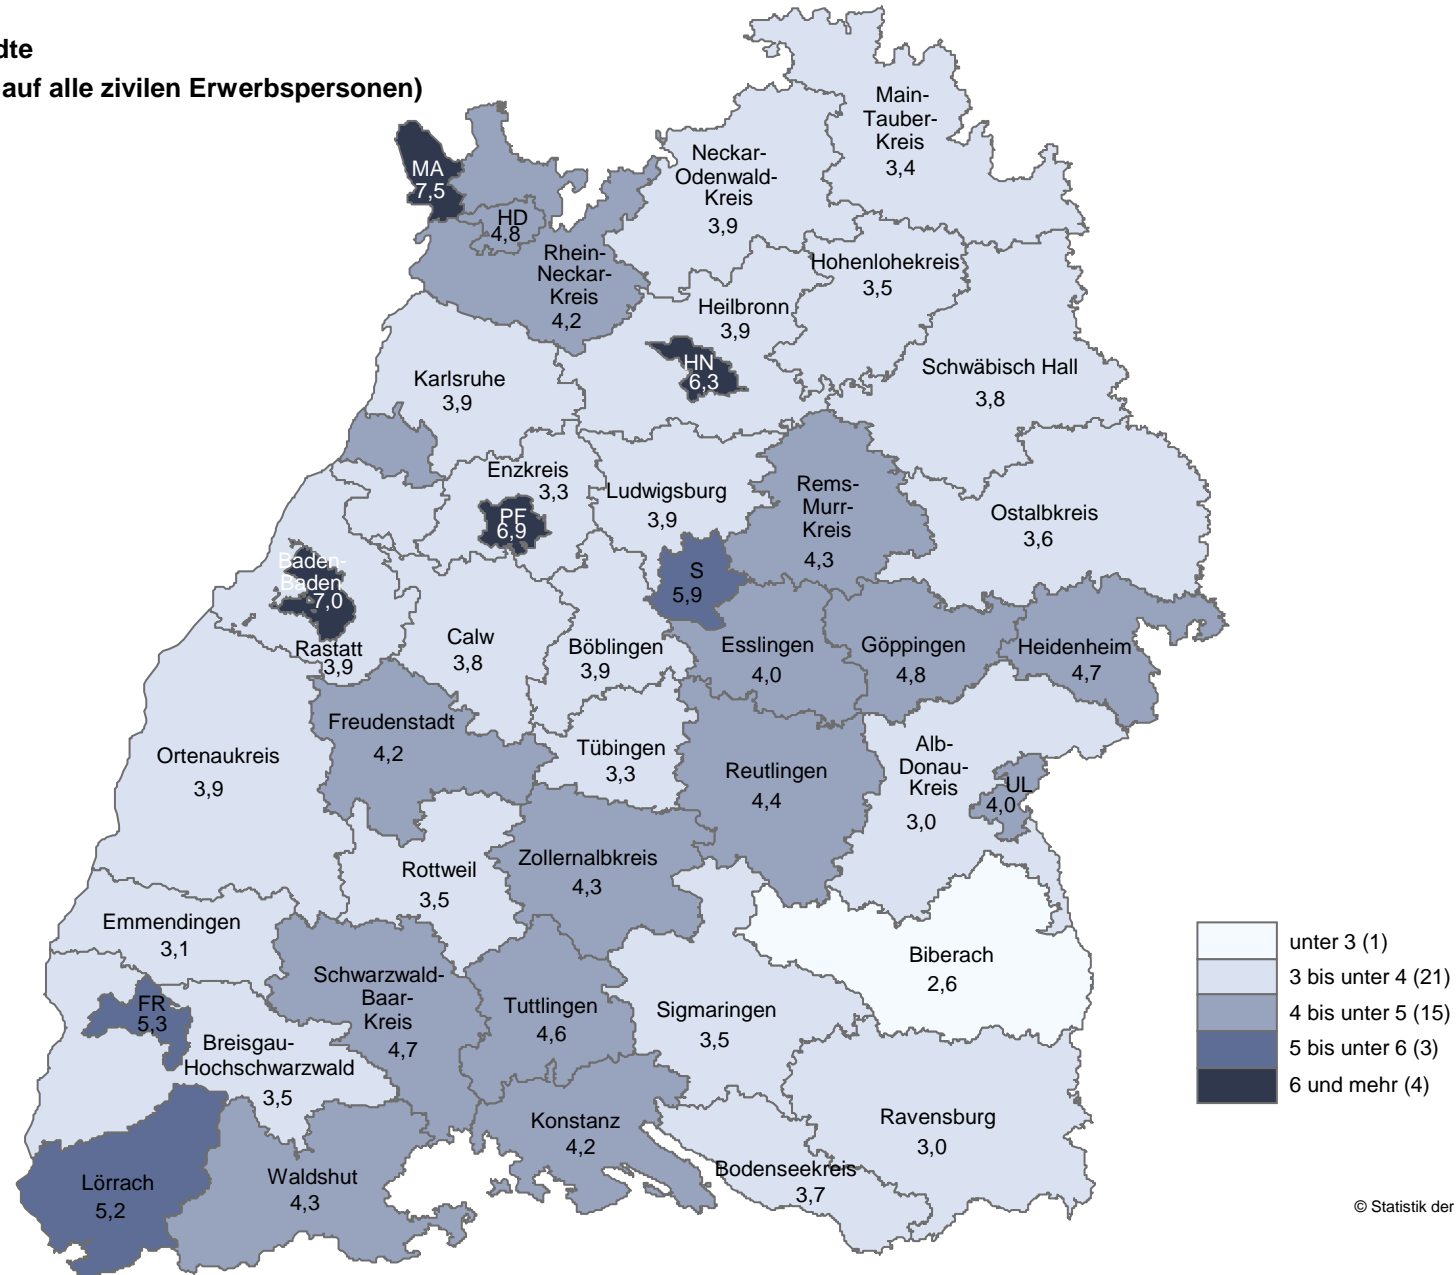 dte
auf alle zivilen Erwerbspersonen)
Main-
Tauber-
Kreis
3,4
Neckar-
Odenwald-
Kreis
3,9
MA
7,5
HD
4,8
Rhein-
Neckar-
Kreis
4,2
Hohenlohekreis
3,5
Heilbronn
3,9
HN
6,3
Schwäbisch Hall
3,8
Karlsruhe
3,9
Enzkreis
3,3
PF
6,9
Ludwigsburg
3,9
Rems-
Murr-
Kreis
4,3
Ostalbkreis
3,6
Baden-
Baden
7,0
Rastatt
3,9
S
5,9
Calw
3,8
Böblingen
3,9
Esslingen
4,0
Göppingen
4,8
Heidenheim
4,7
Freudenstadt
4,2
Ortenaukreis
3,9
Tübingen
3,3
Reutlingen
4,4
Alb-
Donau-
Kreis
3,0
UL
4,0
Rottweil
3,5
Zollernalbkreis
4,3
Emmendingen
3,1
Biberach
2,6
Schwarzwald-
Baar-
Kreis
4,7
Tuttlingen
4,6
Sigmaringen
3,5
FR
5,3
Breisgau-
Hochschwarzwald
3,5
Konstanz
4,2
Ravensburg
3,0
Bodenseekreis
3,7
Lörrach
5,2
Waldshut
4,3
unter 3 (1)
3 bis unter 4 (21)
4 bis unter 5 (15)
5 bis unter 6 (3)
6 und mehr (4)
© Statistik der